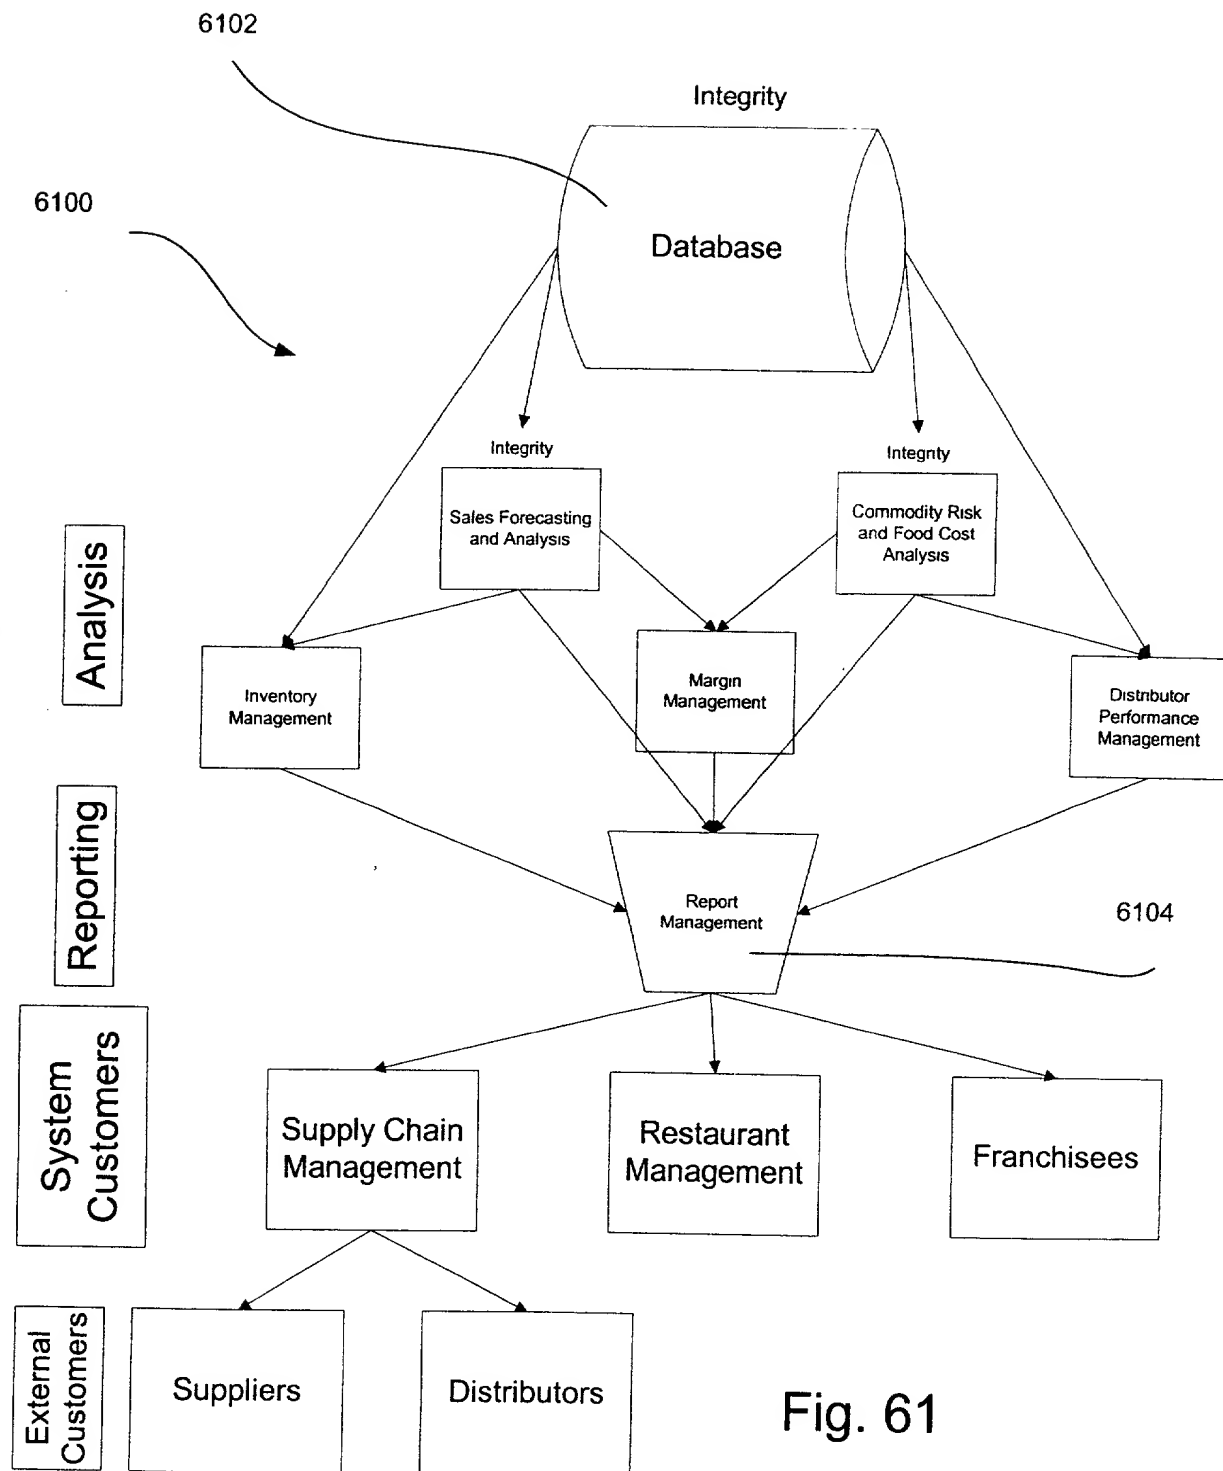 6102
Integrity
6100
Database
Integrity
Integrity
Sales Forecasting
and Analysis
Commodity Risk
and Food Cost
Analysis
Analysis
Inventory
Management
Margin
Management
Distributor
Performance
Management
Reporting
Report
Management
6104
System
Customers
Supply Chain
Management
Restaurant
Management
Franchisees
External
Customers
Suppliers
Distributors
Fig. 61